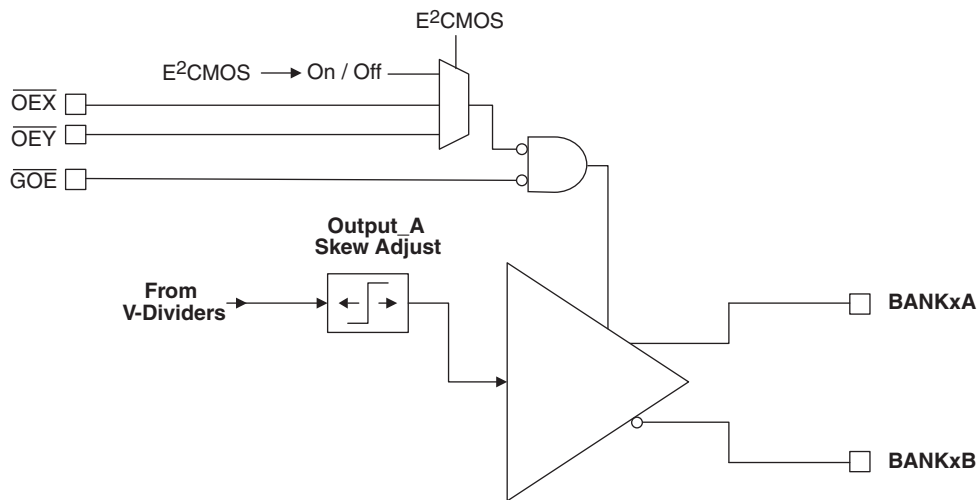 E²CMOS
E²CMOS On / Off
OEX
OEY
GOE
Output_A
Skew Adjust
From
V-Dividers
BANKxA
BANKxB